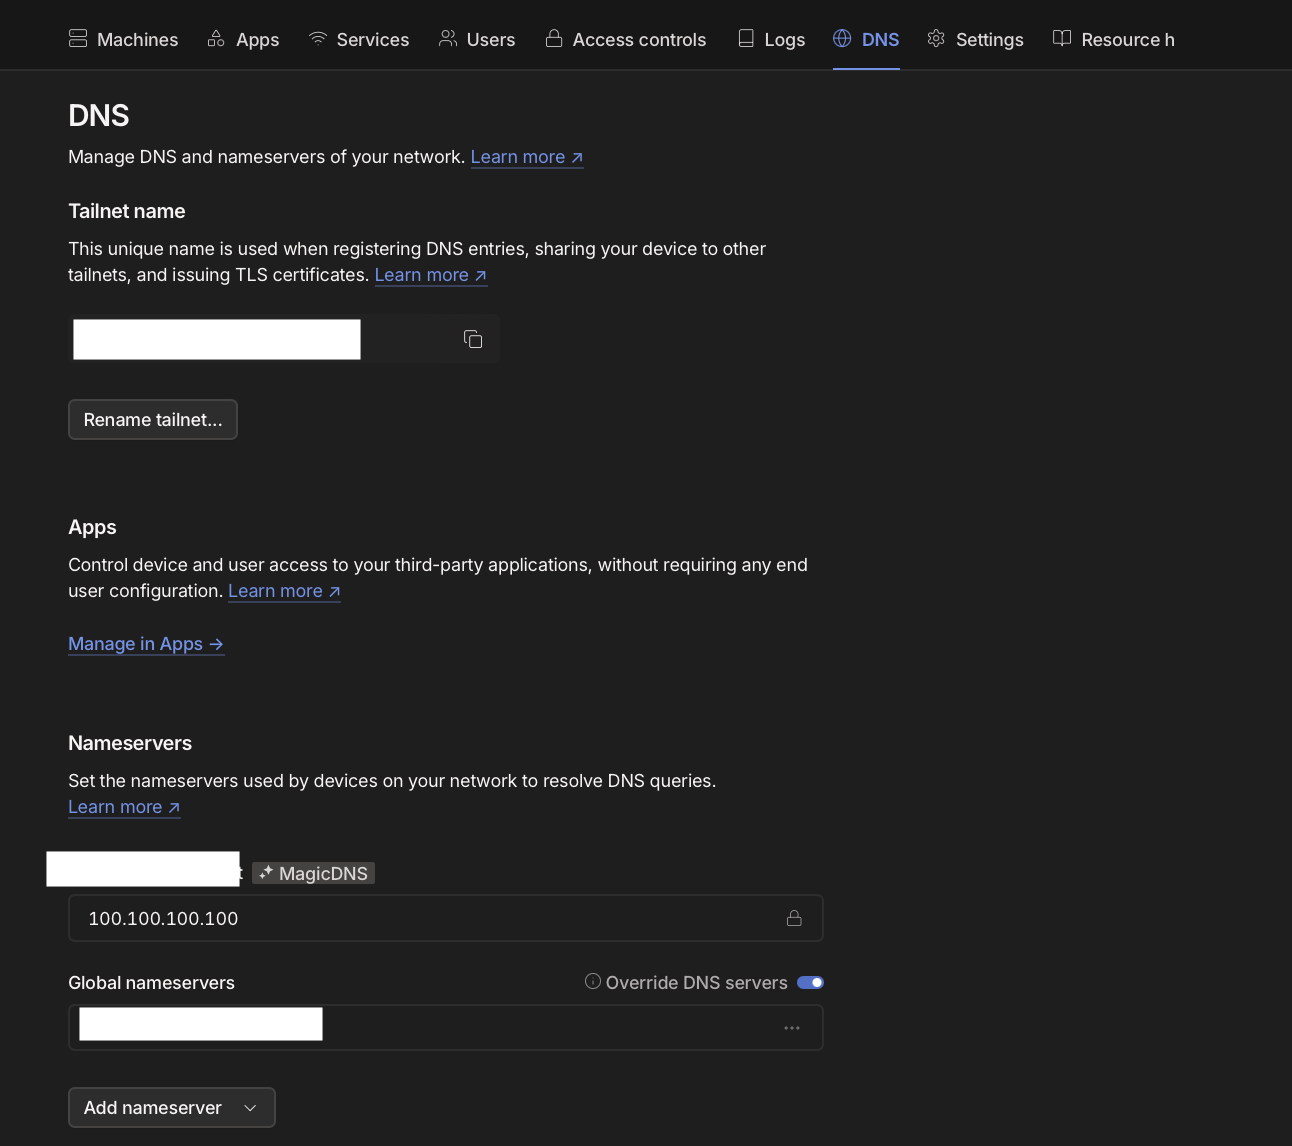 Machines Apps Services Users Access controls Logs DNS Settings Resource h
DNS
Manage DNS and nameservers of your network. Learn more ↗
Tailnet name
This unique name is used when registering DNS entries, sharing your device to other
tailnets, and issuing TLS certificates. Learn more ↗
Rename tailnet...
Apps
Control device and user access to your third-party applications, without requiring any end
user configuration. Learn more ↗
Manage in Apps →
Nameservers
Set the nameservers used by devices on your network to resolve DNS queries.
Learn more ↗
t MagicDNS
100.100.100.100
Global nameservers Override DNS servers
Add nameserver